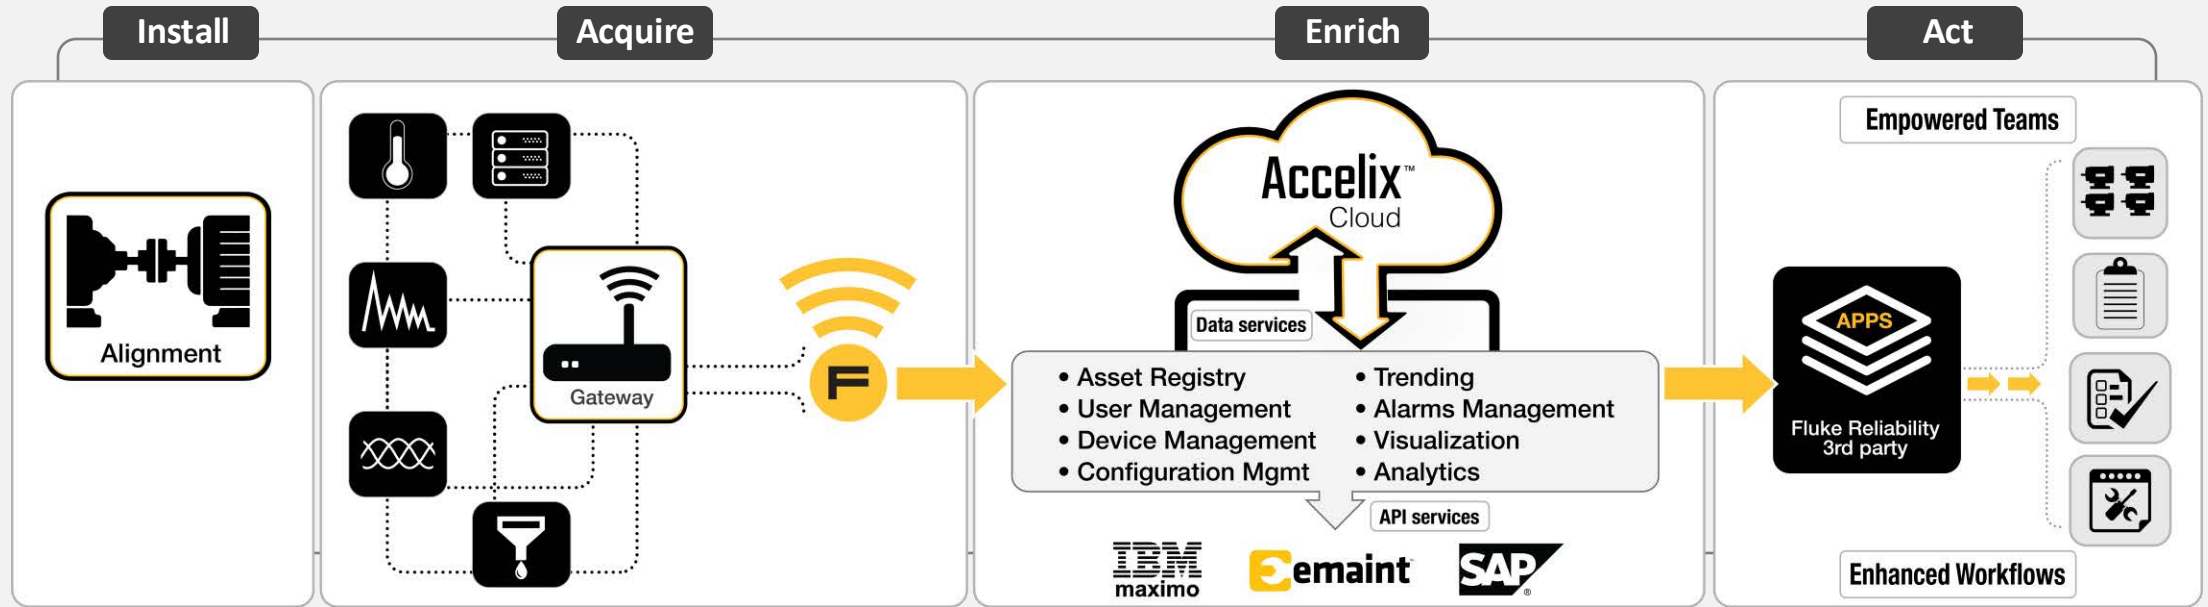 Install
Acquire
Enrich
Act
Alignment
Gateway
F
Accelix™
Cloud
Data services
• Asset Registry
• User Management
• Device Management
• Configuration Mgmt
• Trending
• Alarms Management
• Visualization
• Analytics
API services
IBM
maximo
emaint
SAP®
Empowered Teams
APPS
Fluke Reliability
3rd party
Enhanced Workflows